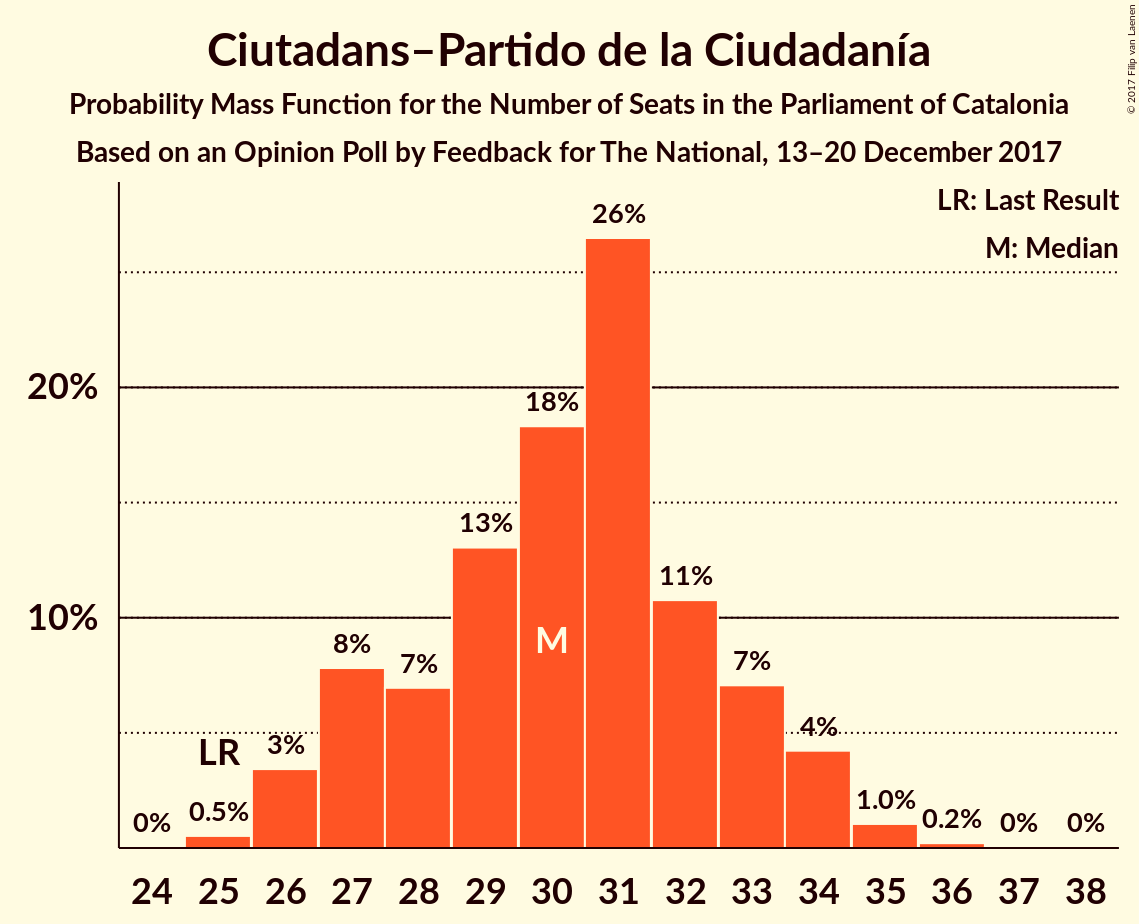 Ciutadans–Partido de la Ciudadanía
Probability Mass Function for the Number of Seats in the Parliament of Catalonia
Based on an Opinion Poll by Feedback for The National, 13–20 December 2017
© 2017 Filip van Laenen
LR: Last Result
M: Median
20%
10%
0%
0.5%
3%
8%
7%
13%
18%
26%
11%
7%
4%
1.0%
0.2%
0%
0%
LR
M
24 25 26 27 28 29 30 31 32 33 34 35 36 37 38